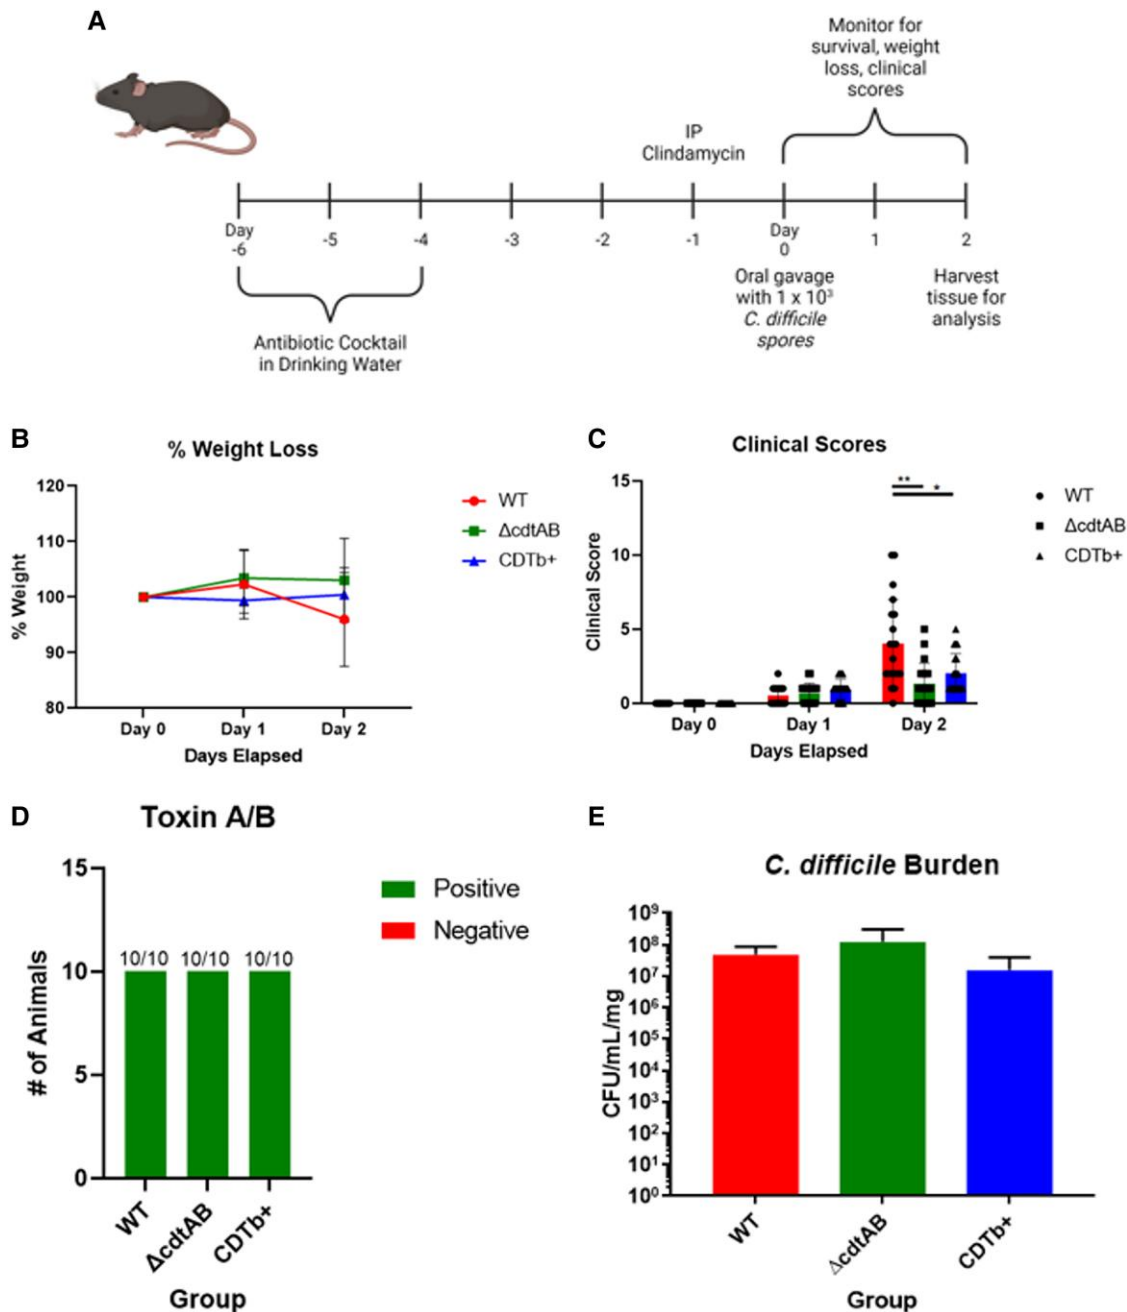 A
Monitor for
survival, weight
loss, clinical
scores
IP
Clindamycin
Day
-6
-5
-4
-3
-2
-1
Day
0
1
2
Antibiotic Cocktail
in Drinking Water
Oral gavage
with 1 x 10³
C. difficile
spores
Harvest
tissue for
analysis
B
% Weight Loss
120
110
100
90
80
% Weight
Day 0
Day 1
Day 2
Days Elapsed
WT
ΔcdtAB
CDTb+
C
Clinical Scores
15
10
5
0
Clinical Score
**
*
Day 0
Day 1
Day 2
Days Elapsed
WT
ΔcdtAB
CDTb+
D
Toxin A/B
15
10
5
0
# of Animals
10/10 10/10 10/10
WT
ΔcdtAB
CDTb+
Group
Positive
Negative
E
C. difficile Burden
10⁹
10⁸
10⁷
10⁶
10⁵
10⁴
10³
10²
10¹
10⁰
CFU/mL/mg
WT
ΔcdtAB
CDTb+
Group